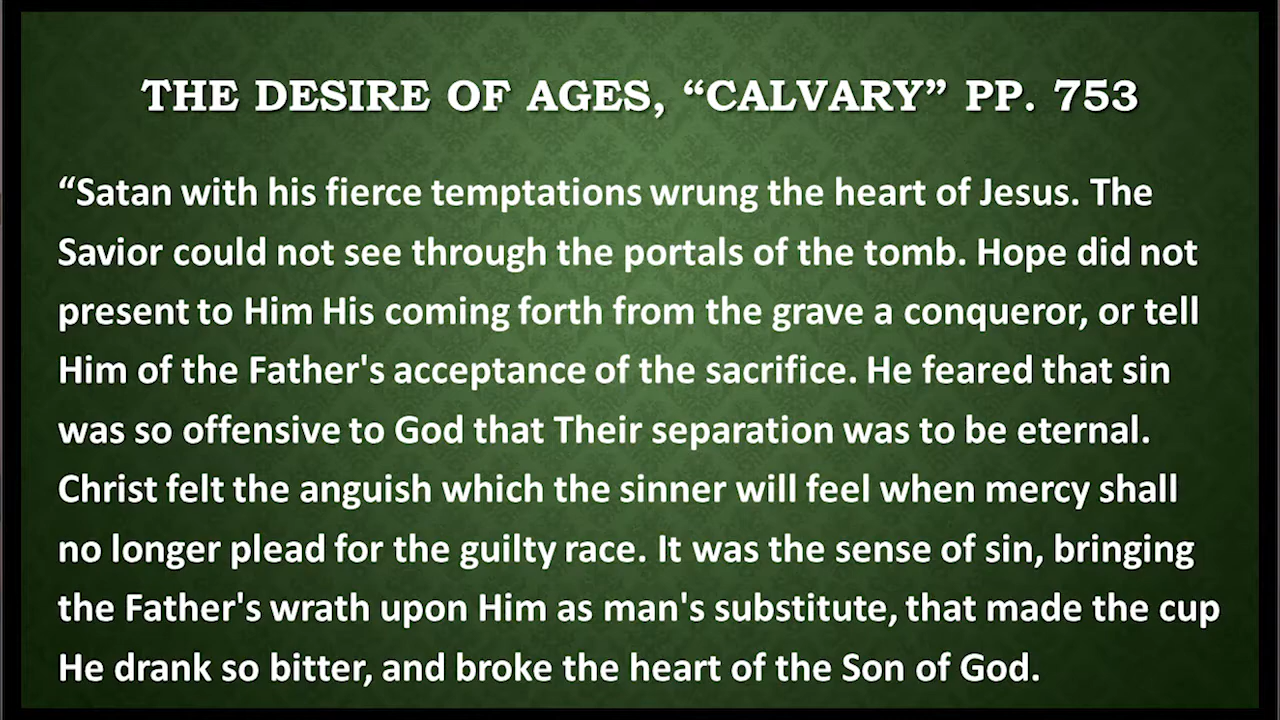 THE DESIRE OF AGES, “CALVARY” PP. 753
“Satan with his fierce temptations wrung the heart of Jesus. The
Savior could not see through the portals of the tomb. Hope did not
present to Him His coming forth from the grave a conqueror, or tell
Him of the Father's acceptance of the sacrifice. He feared that sin
was so offensive to God that Their separation was to be eternal.
Christ felt the anguish which the sinner will feel when mercy shall
no longer plead for the guilty race. It was the sense of sin, bringing
the Father's wrath upon Him as man's substitute, that made the cup
He drank so bitter, and broke the heart of the Son of God.